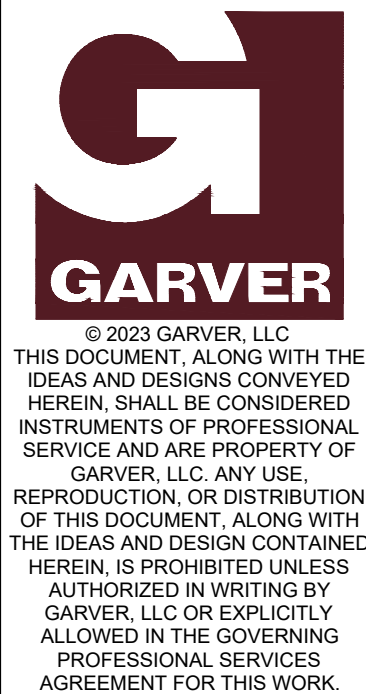 GARVER
© 2023 GARVER, LLC
THIS DOCUMENT, ALONG WITH THE
IDEAS AND DESIGNS CONVEYED
HEREIN, SHALL BE CONSIDERED
INSTRUMENTS OF PROFESSIONAL
SERVICE AND ARE PROPERTY OF
GARVER, LLC. ANY USE,
REPRODUCTION, OR DISTRIBUTION
OF THIS DOCUMENT, ALONG WITH
THE IDEAS AND DESIGN CONTAINED
HEREIN, IS PROHIBITED UNLESS
AUTHORIZED IN WRITING BY
GARVER, LLC OR EXPLICITLY
ALLOWED IN THE GOVERNING
PROFESSIONAL SERVICES
AGREEMENT FOR THIS WORK.